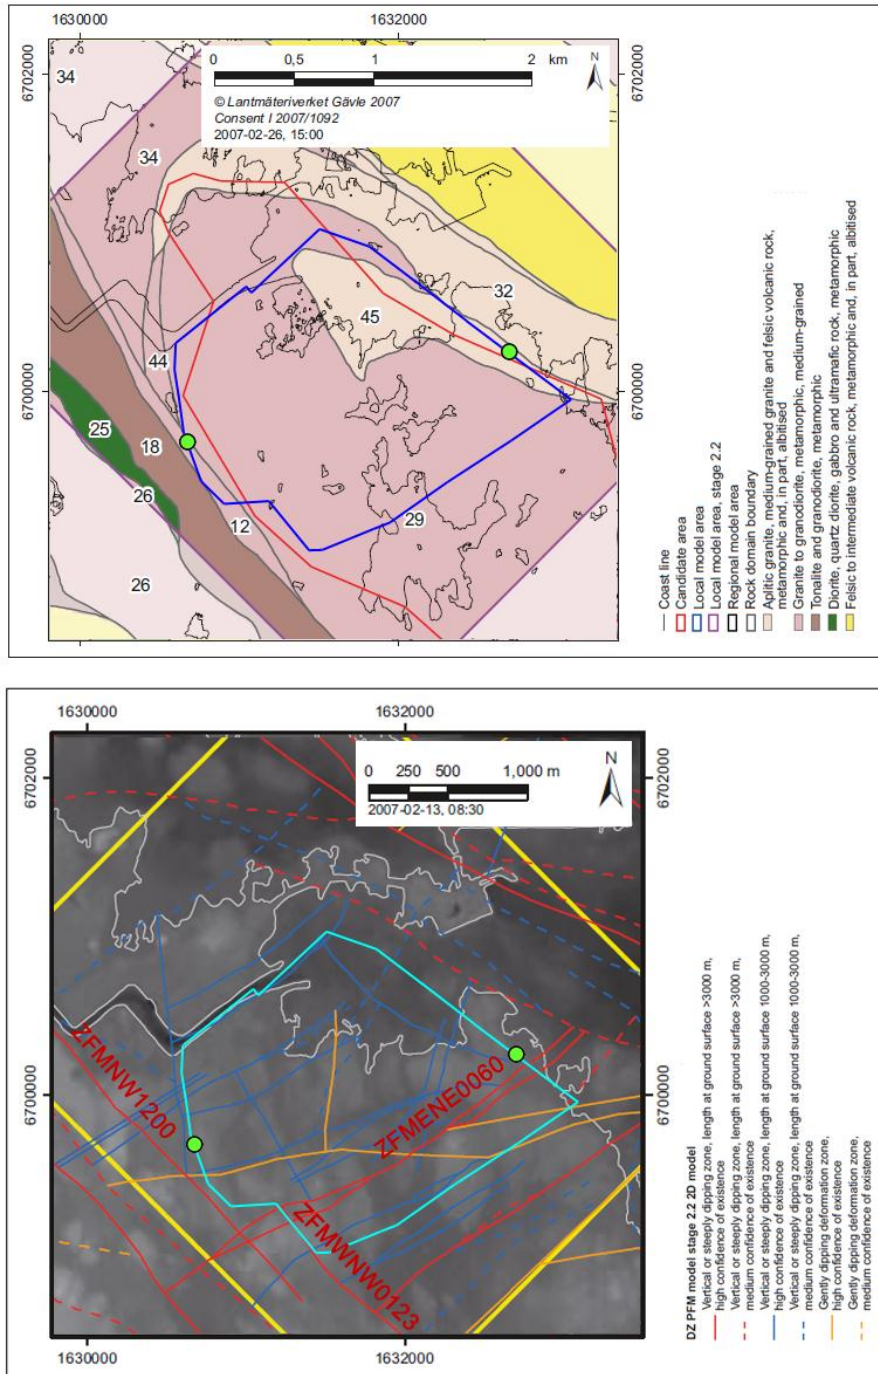 1630000
1632000
6702000
6702000
0 0,5 1 2 km
N
© Lantmäteriverket Gävle 2007
Consent I 2007/1092
2007-02-26, 15:00
34
34
32
45
6700000
6700000
44
25
18
26
12
29
26
Coast line
Candidate area
Local model area
Local model area, stage 2.2
Regional model area
Rock domain boundary
Aplitic granite, medium-grained granite and felsic volcanic rock,
metamorphic and, in part, albitised
Granite to granodiorite, metamorphic, medium-grained
Tonalite and granodiorite, metamorphic
Diorite, quartz diorite, gabbro and ultramafic rock, metamorphic
Felsic to intermediate volcanic rock, metamorphic and, in part, albitised
1630000
1632000
6702000
6702000
0 250 500 1,000 m
N
2007-02-13, 08:30
6700000
6700000
ZFMNW1200
ZFMENE0060
ZFMWNW0123
1630000
1632000
DZ PFM model stage 2.2 2D model
Vertical or steeply dipping zone, length at ground surface >3000 m,
high confidence of existence
Vertical or steeply dipping zone, length at ground surface >3000 m,
medium confidence of existence
Vertical or steeply dipping zone, length at ground surface 1000-3000 m,
high confidence of existence
Vertical or steeply dipping zone, length at ground surface 1000-3000 m,
medium confidence of existence
Gently dipping deformation zone,
high confidence of existence
Gently dipping deformation zone,
medium confidence of existence